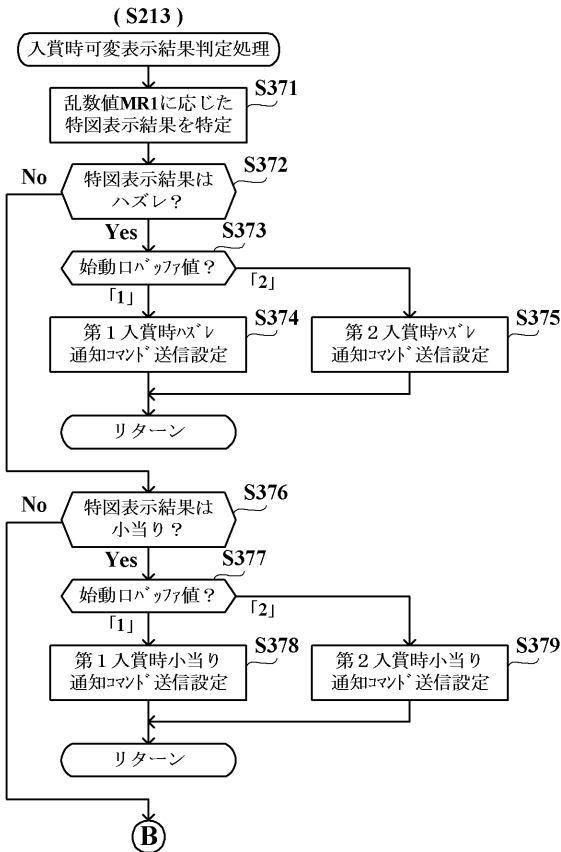 ( S213 )
入賞時可変表示結果判定処理
S371
乱数値MR1に応じた
特図表示結果を特定
S372
No
特図表示結果は
ハズレ？
Yes
S373
始動口ﾊﾞｯﾌｧ値？
「1」
「2」
S374
第１入賞時ﾊｽﾞﾚ
通知ｺﾏﾝﾄﾞ送信設定
S375
第２入賞時ﾊｽﾞﾚ
通知ｺﾏﾝﾄﾞ送信設定
リターン
S376
No
特図表示結果は
小当り？
Yes
S377
始動口ﾊﾞｯﾌｧ値？
「1」
「2」
S378
第１入賞時小当り
通知ｺﾏﾝﾄﾞ送信設定
S379
第２入賞時小当り
通知ｺﾏﾝﾄﾞ送信設定
リターン
B